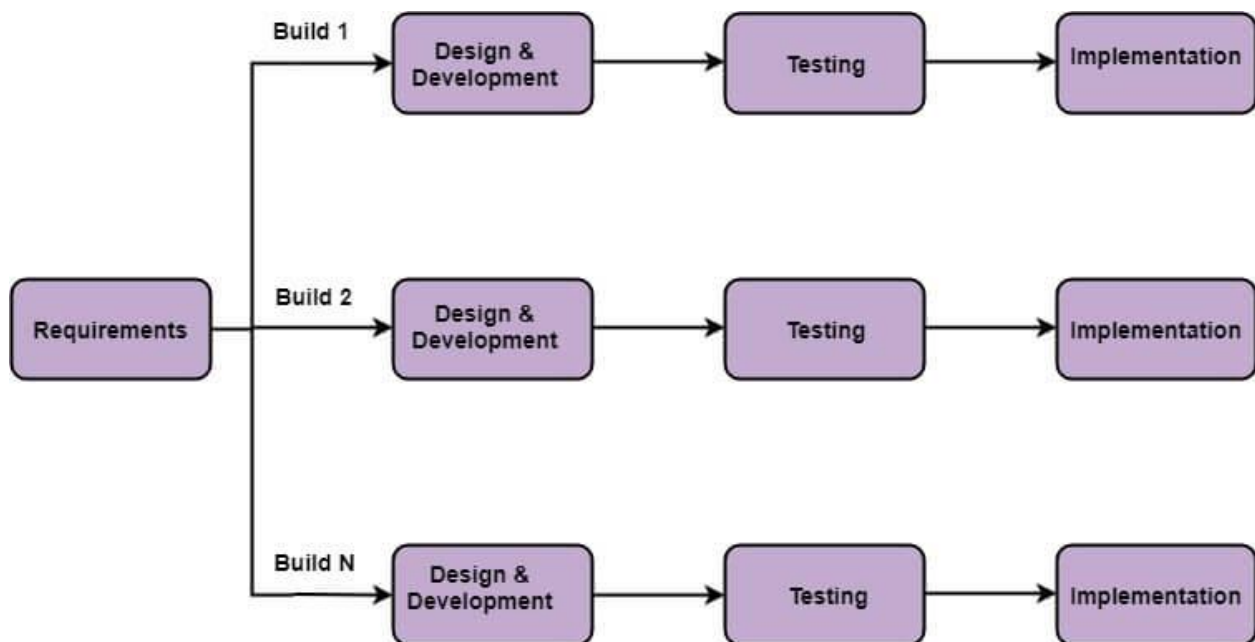 Build 1
Design &
Development
Testing
Implementation
Requirements
Build 2
Design &
Development
Testing
Implementation
Build N
Design &
Development
Testing
Implementation